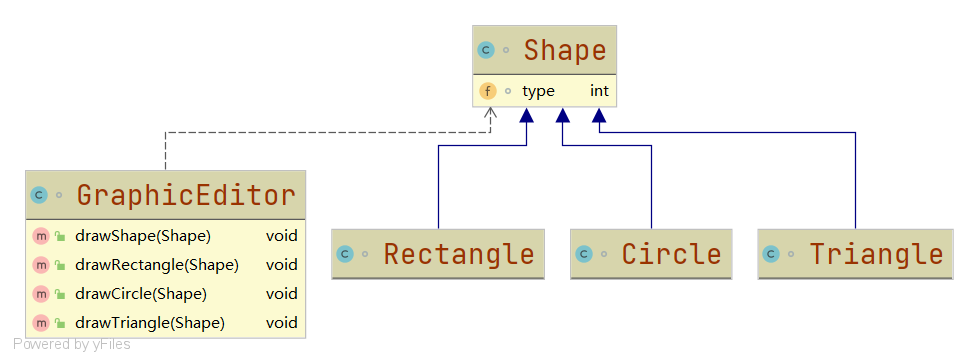 C Shape
f type int
C GraphicEditor
m drawShape(Shape) void
m drawRectangle(Shape) void
m drawCircle(Shape) void
m drawTriangle(Shape) void
C Rectangle
C Circle
C Triangle
Powered by yFiles